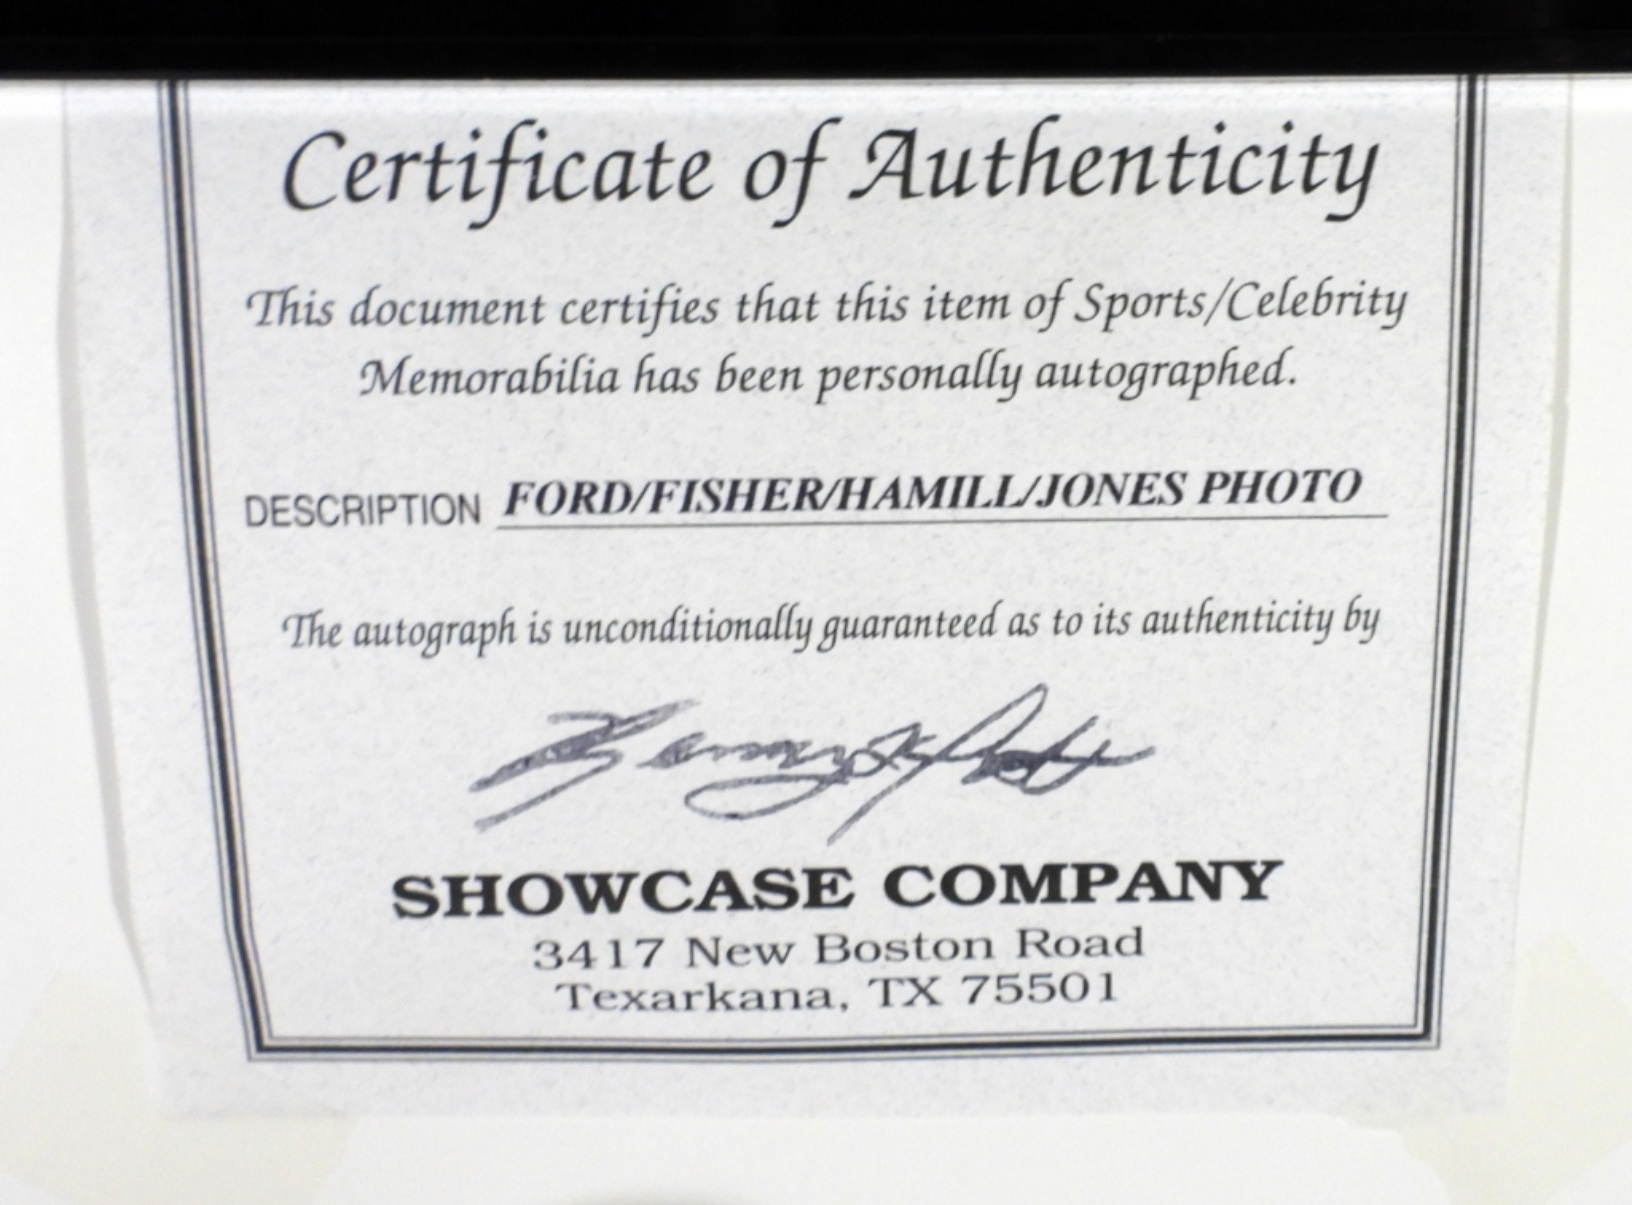 Certificate of Authenticity
This document certifies that this item of Sports/Celebrity
Memorabilia has been personally autographed.
DESCRIPTION FORD/FISHER/HAMILL/JONES PHOTO
The autograph is unconditionally guaranteed as to its authenticity by
SHOWCASE COMPANY
3417 New Boston Road
Texarkana, TX 75501